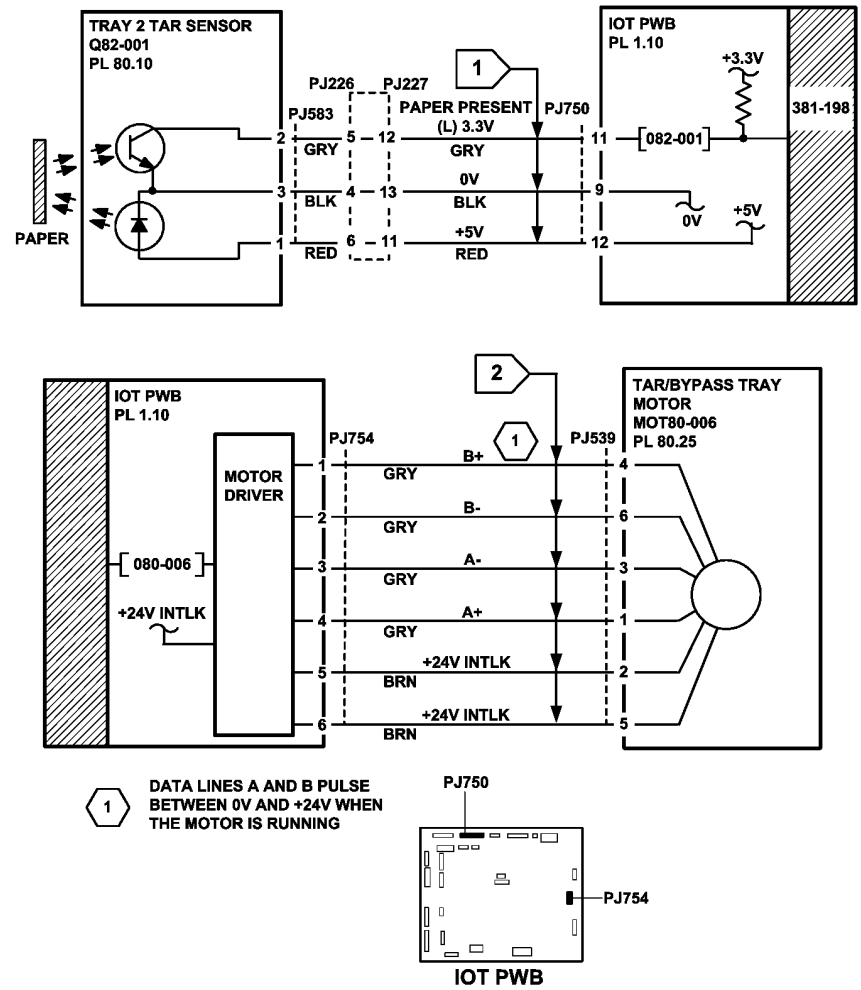 TRAY 2 TAR SENSOR
Q82-001
PL 80.10
IOT PWB
PL 1.10
1
+3.3V
PJ226
PJ227
381-198
PJ583
PAPER PRESENT
PJ750
(L) 3.3V
2
5
12
11
082-001
GRY
GRY
0V
3
4
13
9
BLK
BLK
0V
+5V
PAPER
+5V
1
6
11
12
RED
RED
2
IOT PWB
PL 1.10
TAR/BYPASS TRAY
MOTOR
MOT80-006
PL 80.25
PJ754
1
PJ539
MOTOR
DRIVER
1
B+
4
GRY
2
B-
6
GRY
080-006
3
A-
3
GRY
+24V INTLK
4
A+
1
GRY
5
+24V INTLK
2
BRN
6
+24V INTLK
5
BRN
1
DATA LINES A AND B PULSE
BETWEEN 0V AND +24V WHEN
THE MOTOR IS RUNNING
PJ750
PJ754
IOT PWB